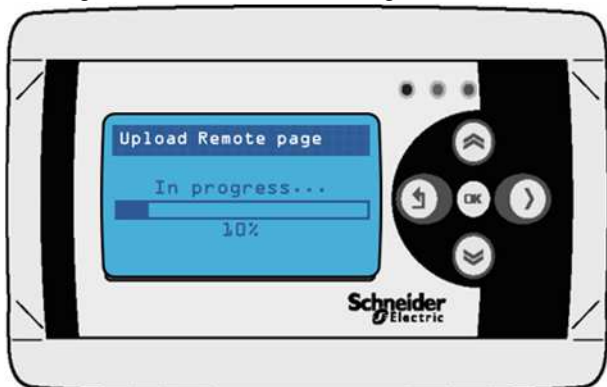 Upload Remote page
In progress...
10%
OK
Schneider
Electric